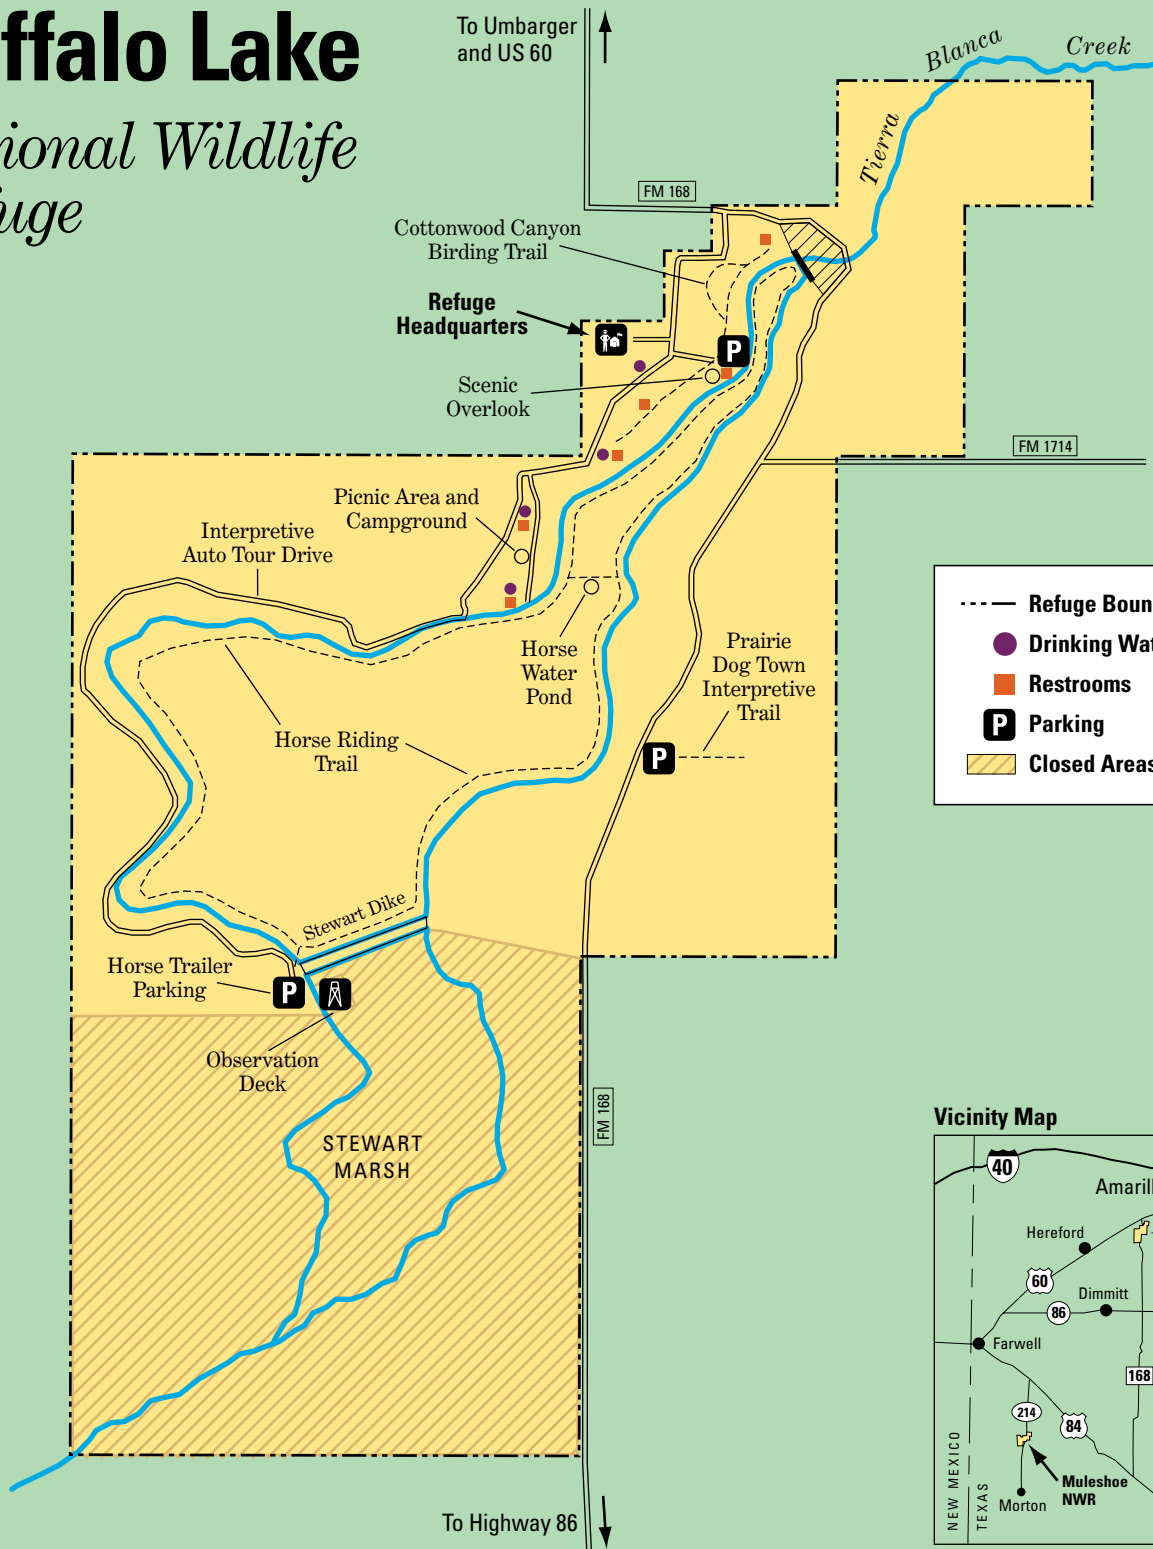 ffalo Lake
ional Wildlife
uge
To Umbarger
and US 60
Blanca
Creek
Tierra
FM 168
Cottonwood Canyon
Birding Trail
Refuge
Headquarters
P
Scenic
Overlook
FM 1714
Picnic Area and
Campground
Interpretive
Auto Tour Drive
Horse
Water
Pond
Prairie
Dog Town
Interpretive
Trail
P
Horse Riding
Trail
Stewart Dike
Horse Trailer
Parking
P
Observation
Deck
STEWART
MARSH
FM 168
To Highway 86
Refuge Boun
Drinking Wat
Restrooms
P Parking
Closed Areas
Vicinity Map
40
Amarill
Hereford
60
Dimmitt
86
Farwell
168
214
84
Muleshoe
NWR
Morton
NEW MEXICO
TEXAS